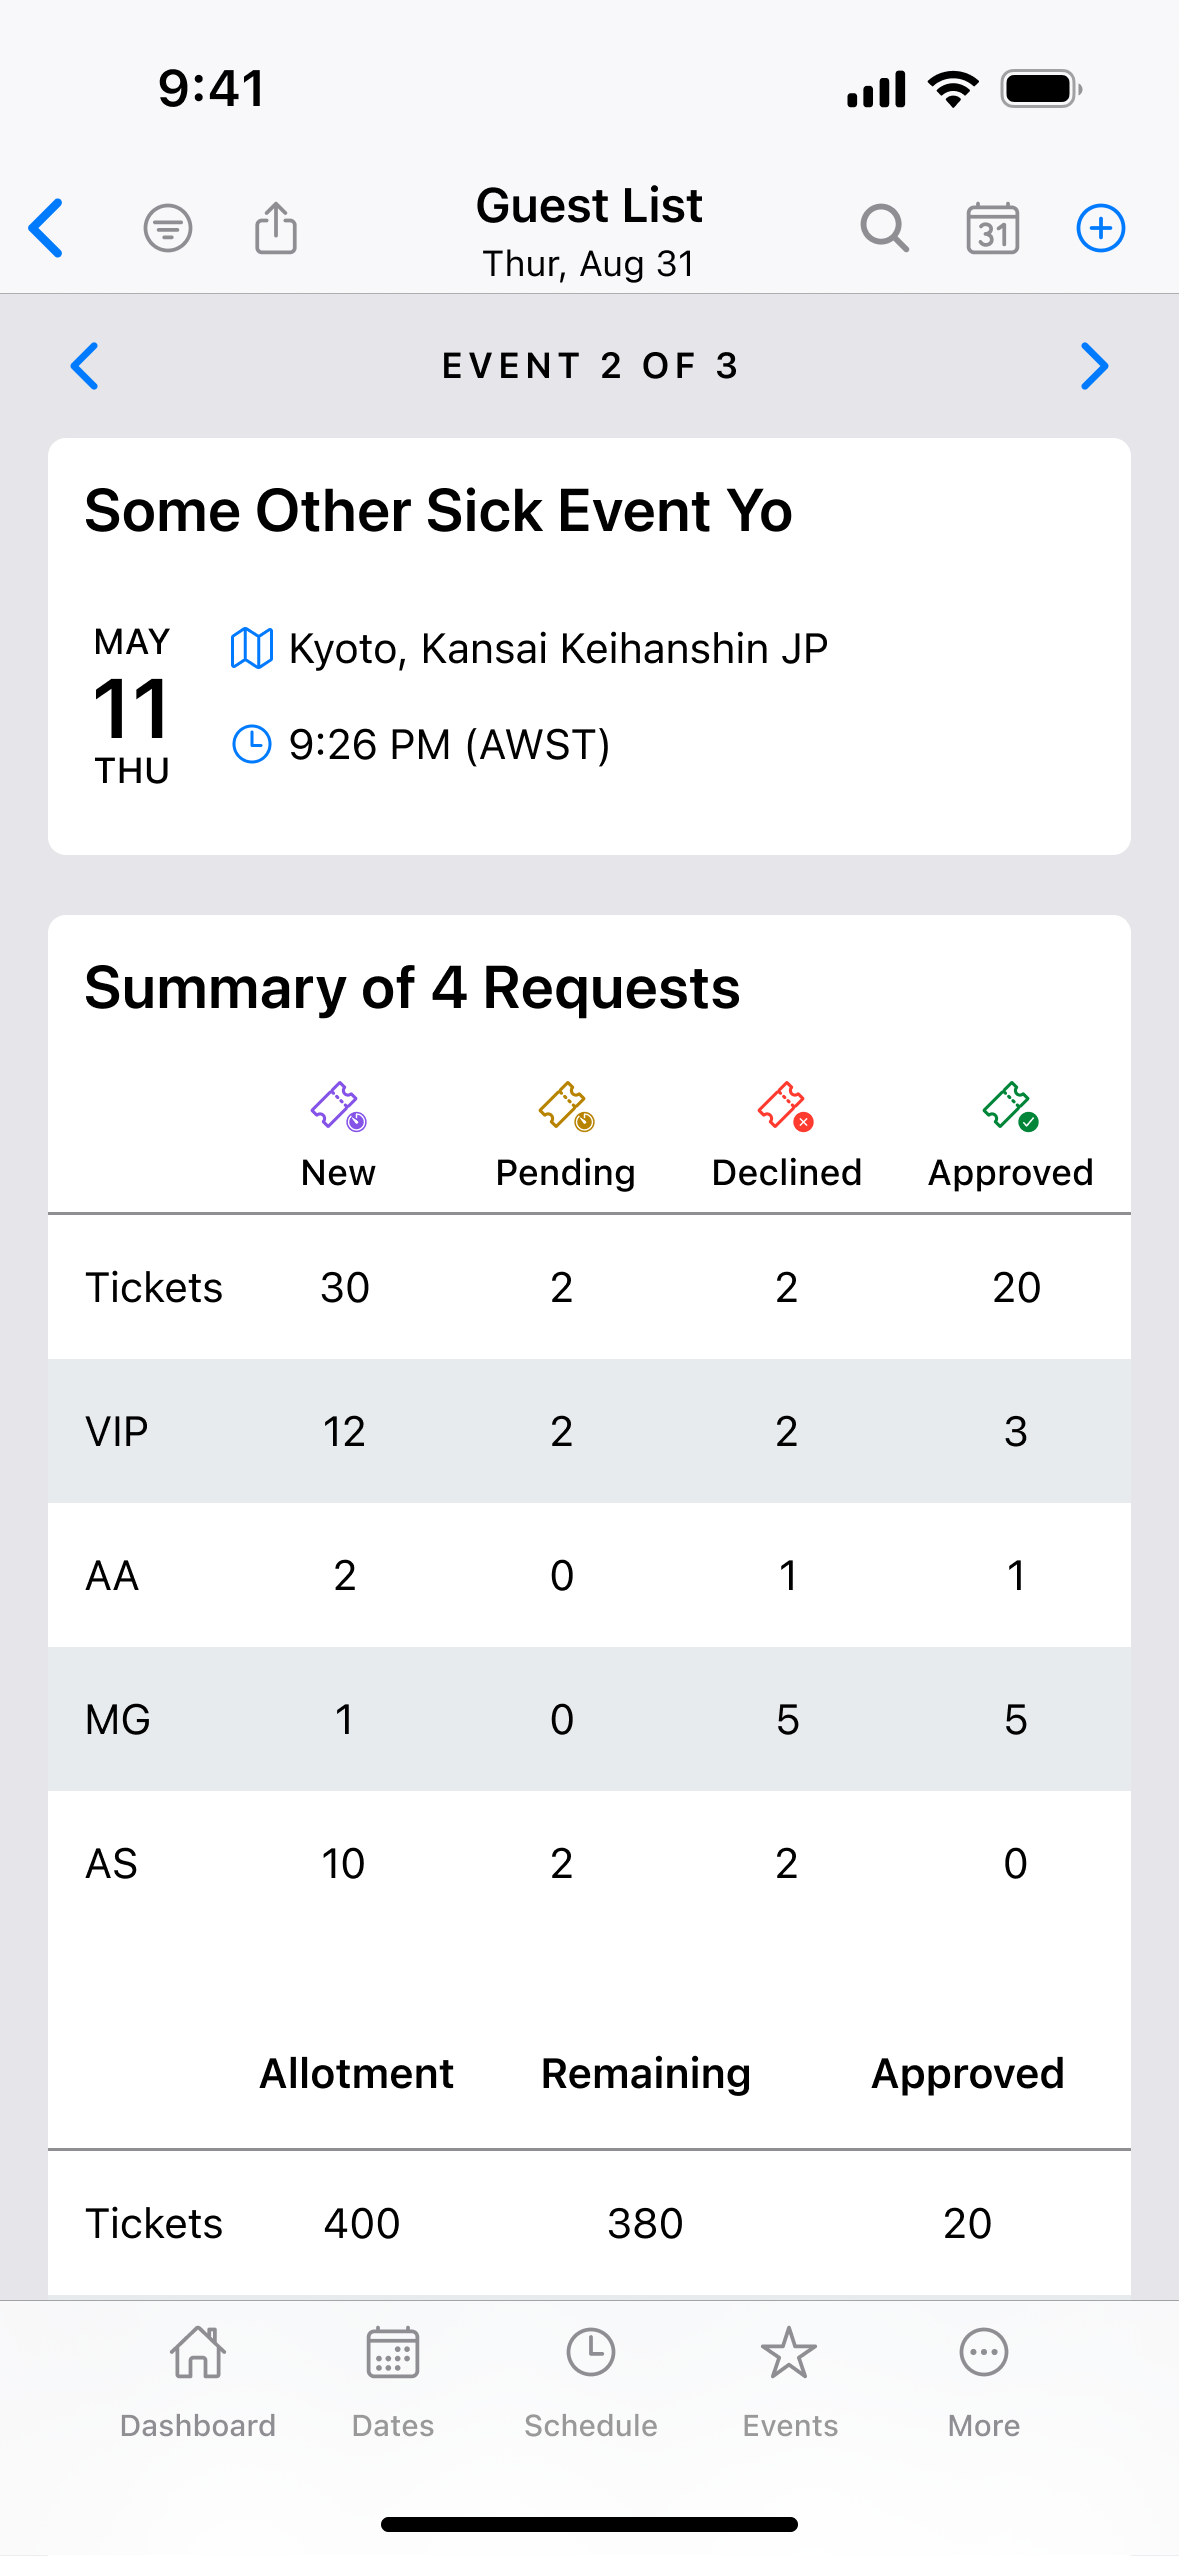 9:41
Guest List
Thur, Aug 31
31
EVENT 2 OF 3
Some Other Sick Event Yo
MAY
11
THU
Kyoto, Kansai Keihanshin JP
9:26 PM (AWST)
Summary of 4 Requests
New Pending Declined Approved
Tickets 30 2 2 20
VIP 12 2 2 3
AA 2 0 1 1
MG 1 0 5 5
AS 10 2 2 0
Allotment Remaining Approved
Tickets 400 380 20
Dashboard Dates Schedule Events More